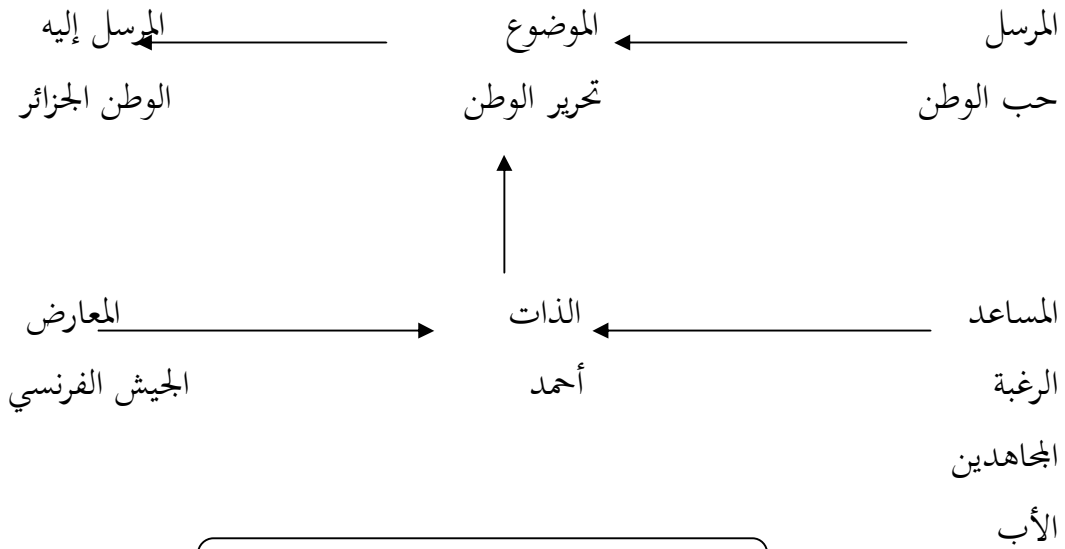 المرسل الموضوع المرسل إليه
حب الوطن تحرير الوطن الوطن الجزائر
المساعد الذات المعارض
الرغبة أحمد الجيش الفرنسي
المجاهدين
الأب